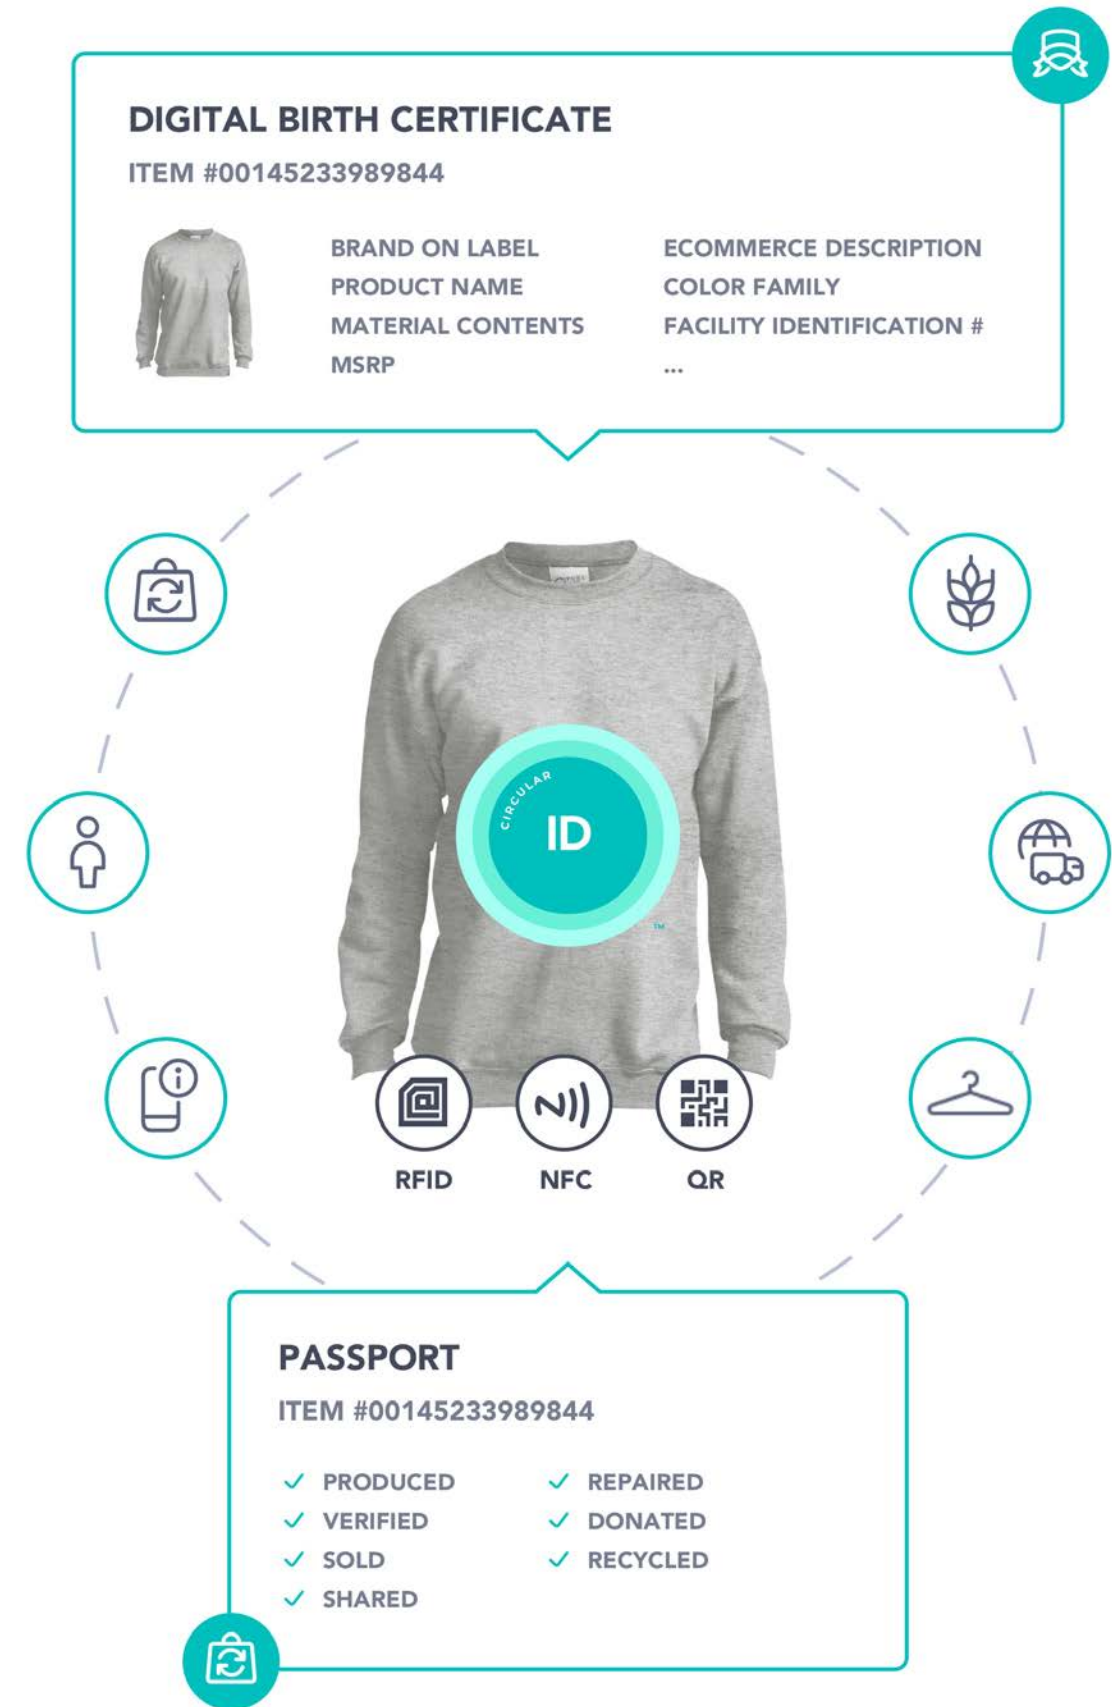 DIGITAL BIRTH CERTIFICATE
ITEM #00145233989844
BRAND ON LABEL
PRODUCT NAME
MATERIAL CONTENTS
MSRP
ECOMMERCE DESCRIPTION
COLOR FAMILY
FACILITY IDENTIFICATION #
...
CIRCULAR
ID
TM
RFID
NFC
QR
PASSPORT
ITEM #00145233989844
PRODUCED
VERIFIED
SOLD
SHARED
REPAIRED
DONATED
RECYCLED